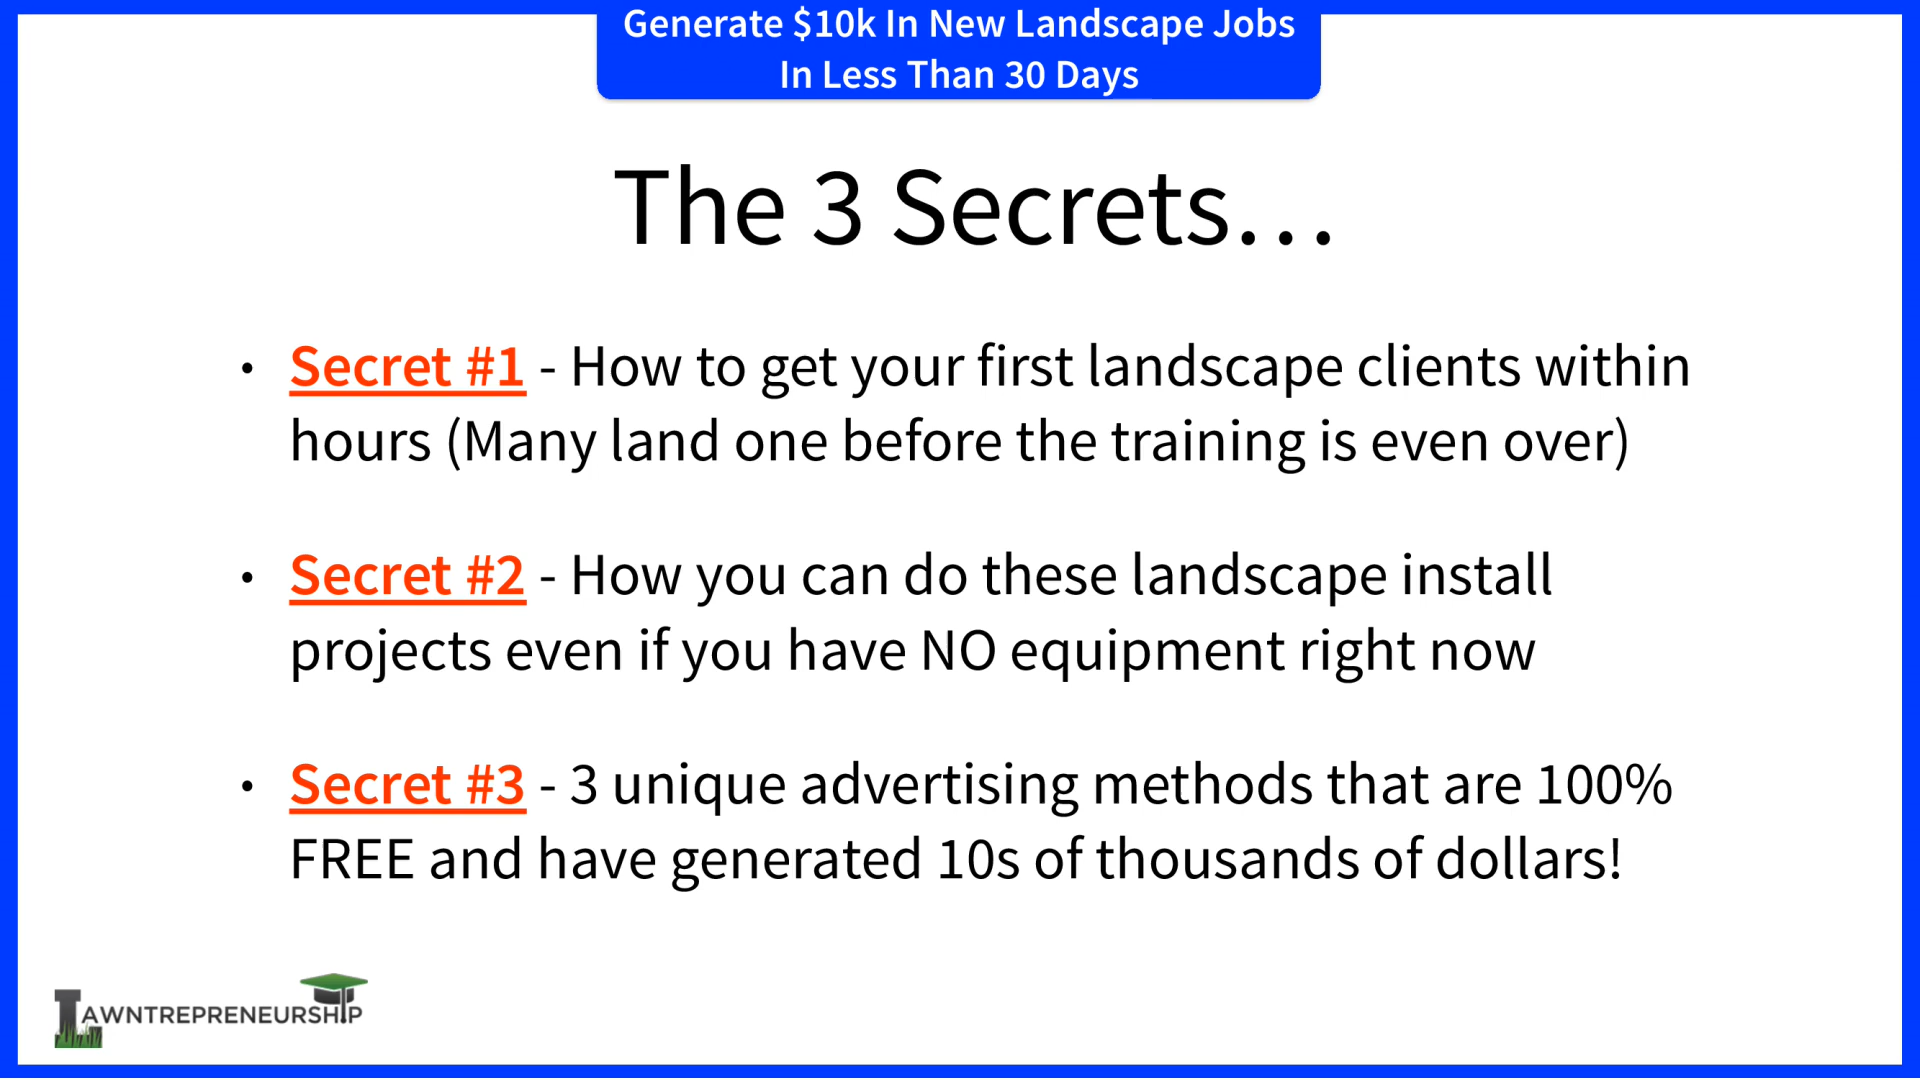 Generate $10k In New Landscape Jobs
In Less Than 30 Days
The 3 Secrets…
• Secret #1 - How to get your first landscape clients within
hours (Many land one before the training is even over)
• Secret #2 - How you can do these landscape install
projects even if you have NO equipment right now
• Secret #3 - 3 unique advertising methods that are 100%
FREE and have generated 10s of thousands of dollars!
LAWNTREPRENEURSHIP